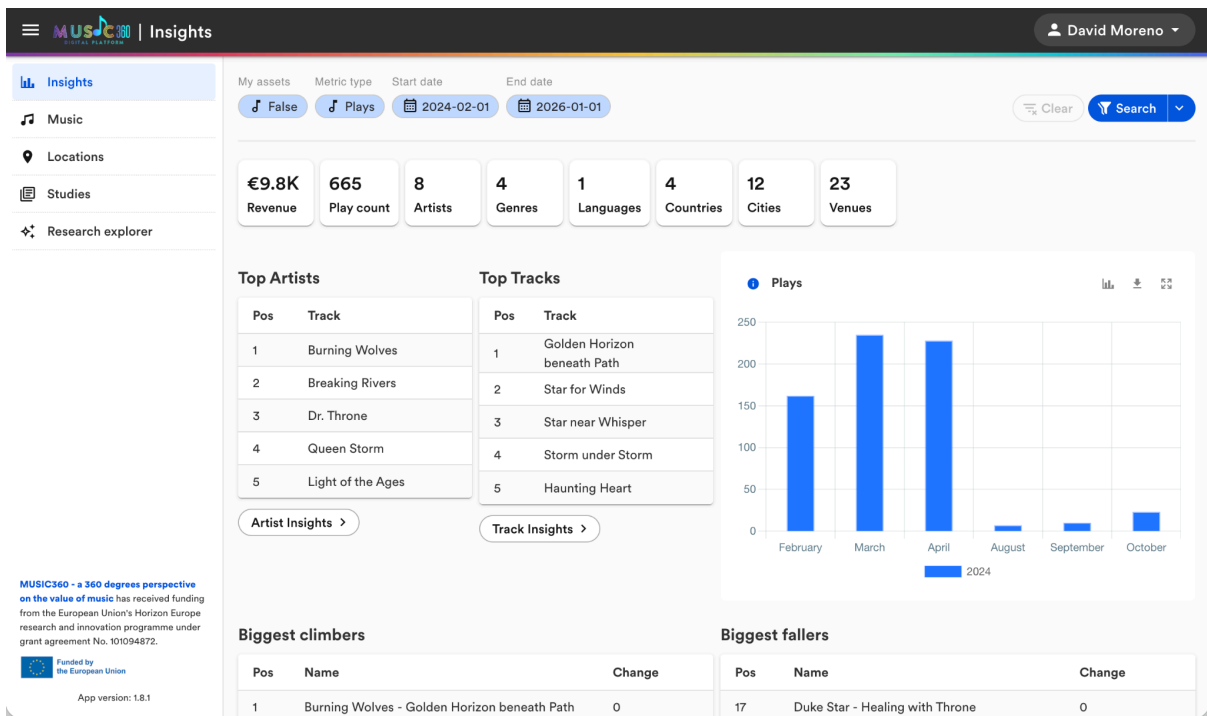 MUSIC360 | Insights
DIGITAL PLATFORM
David Moreno
Insights
Music
Locations
Studies
Research explorer
My assets Metric type Start date End date
False Plays 2024-02-01 2026-01-01
Clear Search
€9.8K 665 8 4 1 4 12 23
Revenue Play count Artists Genres Languages Countries Cities Venues
Top Artists
Pos Track
1 Burning Wolves
2 Breaking Rivers
3 Dr. Throne
4 Queen Storm
5 Light of the Ages
Artist Insights >
Top Tracks
Pos Track
1 Golden Horizon
beneath Path
2 Star for Winds
3 Star near Whisper
4 Storm under Storm
5 Haunting Heart
Track Insights >
Plays
250
200
150
100
50
0
February March April August September October
2024
MUSIC360 - a 360 degrees perspective
on the value of music has received funding
from the European Union's Horizon Europe
research and innovation programme under
grant agreement No. 101094872.
Funded by
the European Union
App version: 1.8.1
Biggest climbers
Pos Name Change
1 Burning Wolves - Golden Horizon beneath Path 0
Biggest fallers
Pos Name Change
17 Duke Star - Healing with Throne 0